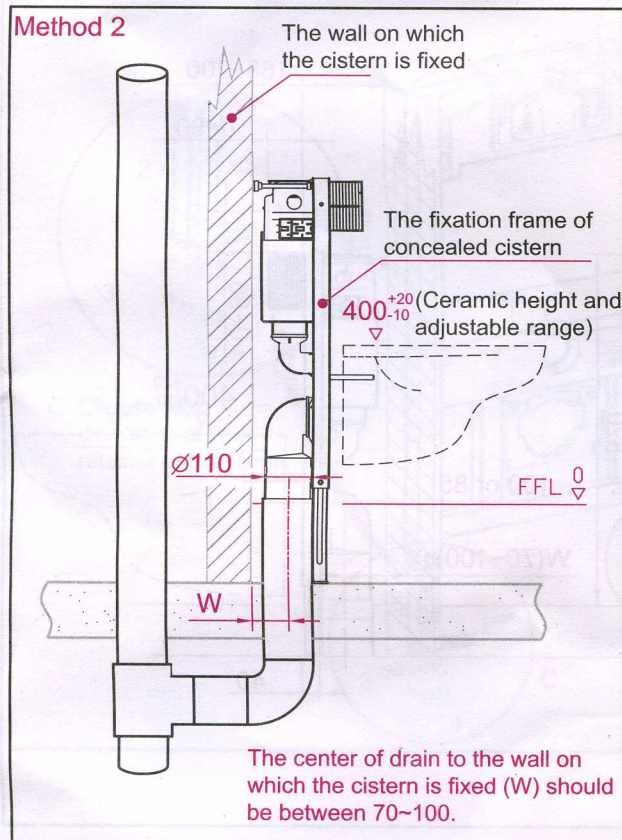 Method 2
The wall on which
the cistern is fixed
The fixation frame of
concealed cistern
400 +20 -10 (Ceramic height and
adjustable range)
Ø110
FFL 0
W
The center of drain to the wall on
which the cistern is fixed (W) should
be between 70~100.